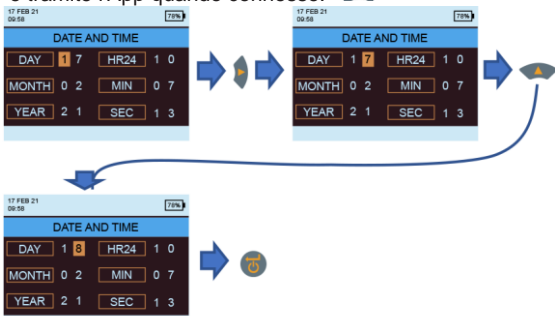 tramite l'App quando connesso.
17 FEB 21
09:58
78%
DATE AND TIME
DAY 1 7 HR24 1 0
MONTH 0 2 MIN 0 7
YEAR 2 1 SEC 1 3
17 FEB 21
09:58
78%
DATE AND TIME
DAY 1 7 HR24 1 0
MONTH 0 2 MIN 0 7
YEAR 2 1 SEC 1 3
17 FEB 21
09:58
78%
DATE AND TIME
DAY 1 8 HR24 1 0
MONTH 0 2 MIN 0 7
YEAR 2 1 SEC 1 3